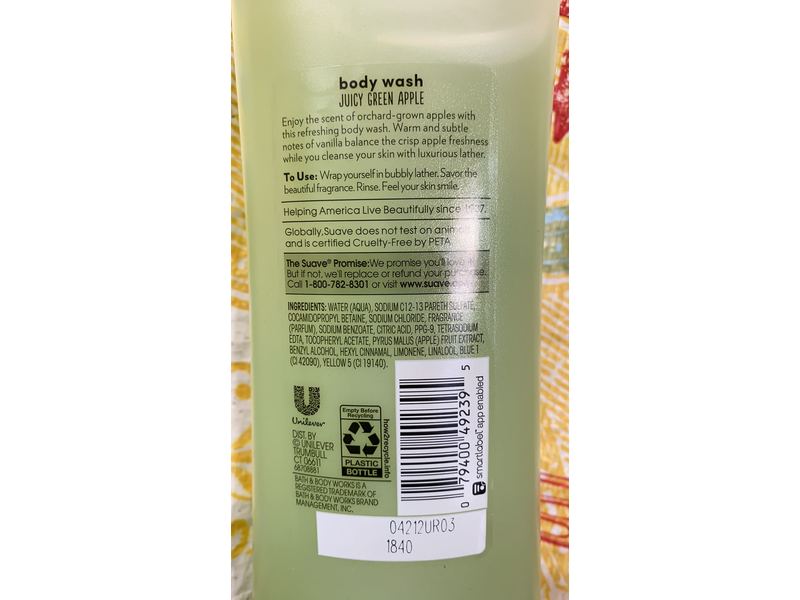 body wash
JUICY GREEN APPLE
Enjoy the scent of orchard-grown apples with
this refreshing body wash. Warm and subtle
notes of vanilla balance the crisp apple freshness
while you cleanse your skin with luxurious lather.
To Use: Wrap yourself in bubbly lather. Savor the
beautiful fragrance. Rinse. Feel your skin smile.
Helping America Live Beautifully since 1937.
Globally, Suave does not test on animals
and is certified Cruelty-Free by PETA
The Suave® Promise: We promise you'll love it.
But if not, we'll replace or refund your purchase.
Call 1-800-782-8301 or visit www.suave.
INGREDIENTS: WATER (AQUA), SODIUM C12-13 PARETH SULFATE,
COCAMIDOPROPYL BETAINE, SODIUM CHLORIDE, FRAGRANCE
(PARFUM), SODIUM BENZOATE, CITRIC ACID, PPG-9, TETRASODIUM
EDTA, TOCOPHERYL ACETATE, PYRUS MALUS (APPLE) FRUIT EXTRACT,
BENZYL ALCOHOL, HEXYL CINNAMAL, LIMONENE, LINALOOL, BLUE 1
(CI 42090), YELLOW 5 (CI 19140).
Unilever
DIST. BY
© UNILEVER
TRUMBULL
CT 06611
68708881
Empty Before
Recycling
PLASTIC
BOTTLE
how2recycle.info
BATH & BODY WORKS IS A
REGISTERED TRADEMARK OF
BATH & BODY WORKS BRAND
MANAGEMENT, INC.
0 79400 49239 5
smartlabel app enabled
04212UR03
1840